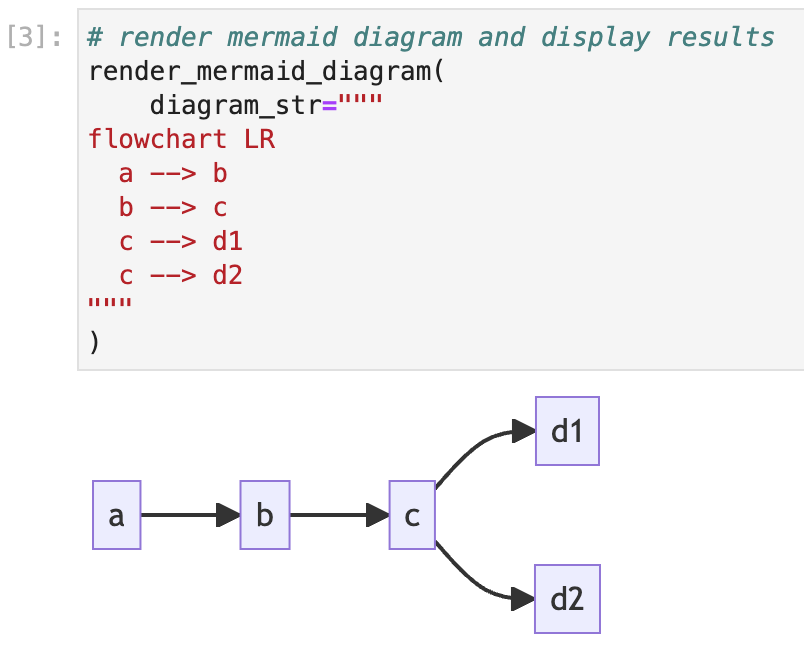 [3]: # render mermaid diagram and display results
render_mermaid_diagram(
    diagram_str="""
flowchart LR
  a --> b
  b --> c
  c --> d1
  c --> d2
"""
)
d1
a b c
d2